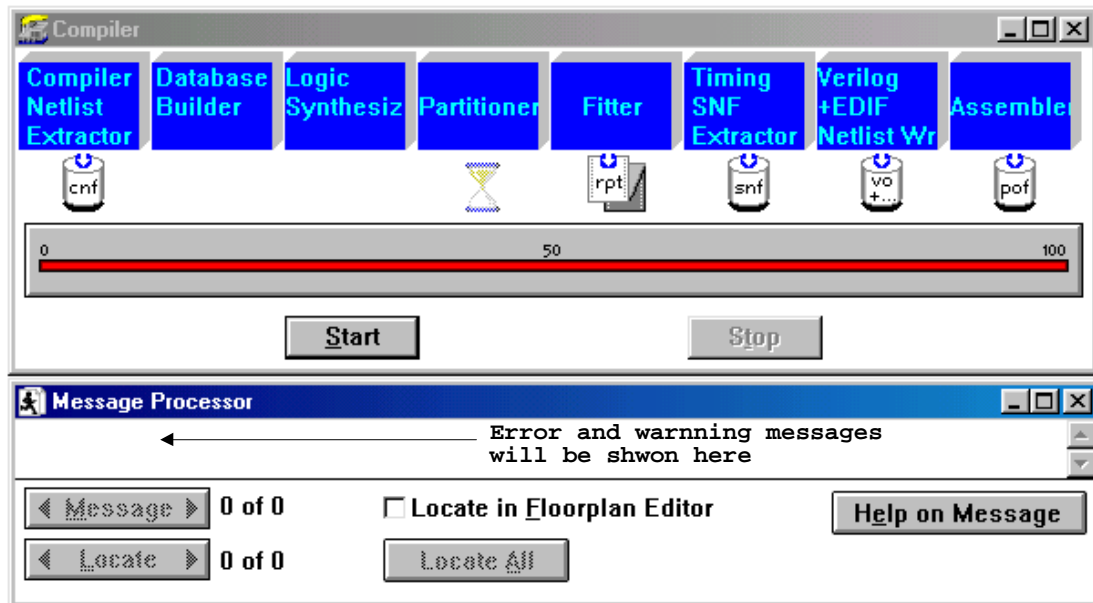 Compiler
Compiler
Netlist
Extractor
Database
Builder
Logic
Synthesiz
Partitioner
Fitter
Timing
SNF
Extractor
Verilog
+EDIF
Netlist Wr
Assembler
cnf
rpt
snf
vo
+...
pof
0 50 100
Start Stop
Message Processor
Error and warnning messages
will be shwon here
Message 0 of 0 Locate in Floorplan Editor Help on Message
Locate 0 of 0 Locate All